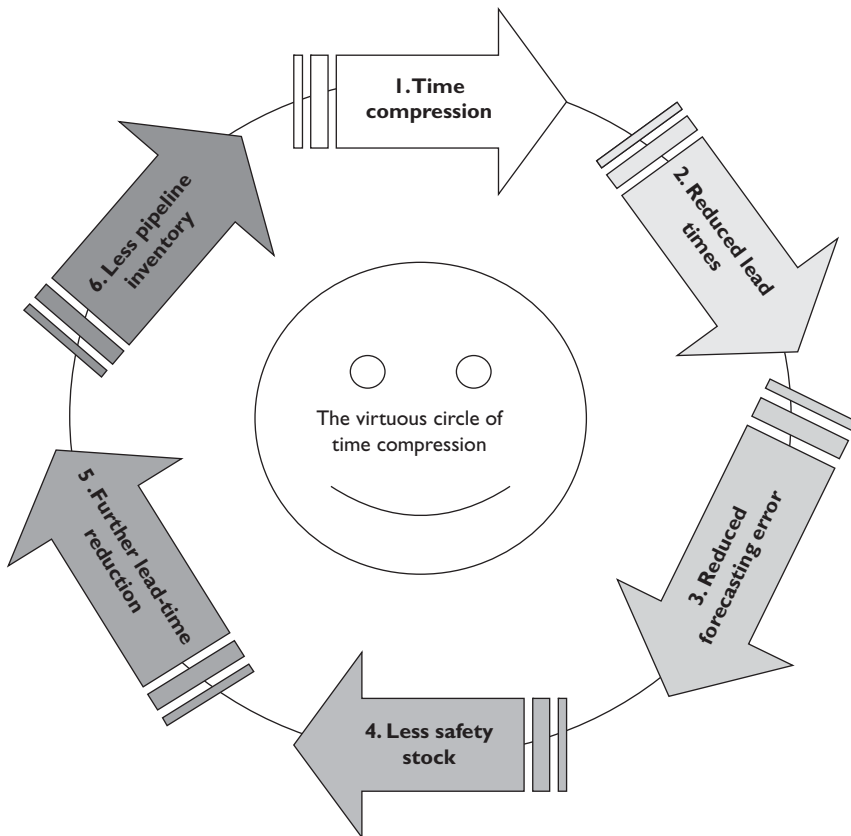 1. Time
compression
2. Reduced lead
times
3. Reduced
forecasting error
4. Less safety
stock
5 .Further lead-time
reduction
6. Less pipeline
inventory
The virtuous circle of
time compression